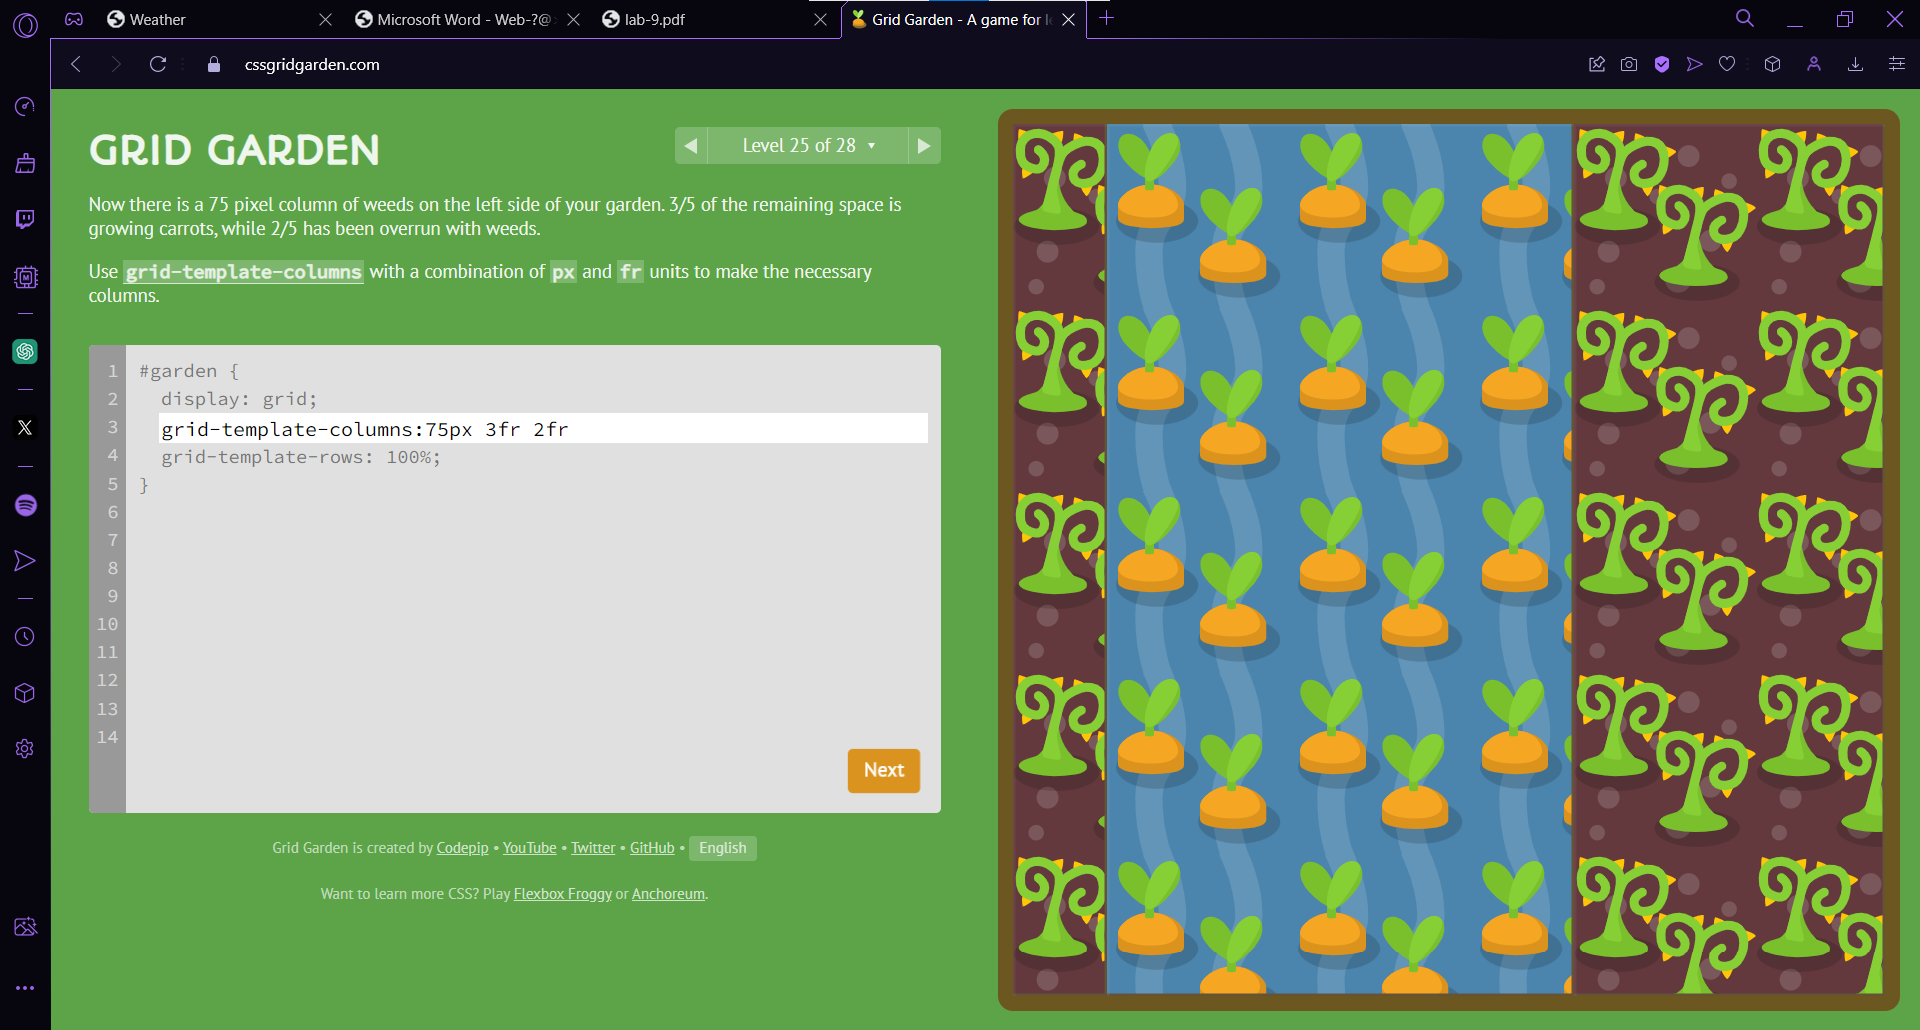 Weather
Microsoft Word - Web-?@
lab-9.pdf
Grid Garden - A game for le
cssgridgarden.com
GRID GARDEN
Level 25 of 28
Now there is a 75 pixel column of weeds on the left side of your garden. 3/5 of the remaining space is
growing carrots, while 2/5 has been overrun with weeds.
Use grid-template-columns with a combination of px and fr units to make the necessary
columns.
1 #garden {
2 display: grid;
3 grid-template-columns:75px 3fr 2fr
4 grid-template-rows: 100%;
5 }
6
7
8
9
10
11
12
13
14
Next
Grid Garden is created by Codepip • YouTube • Twitter • GitHub • English
Want to learn more CSS? Play Flexbox Froggy or Anchoreum.